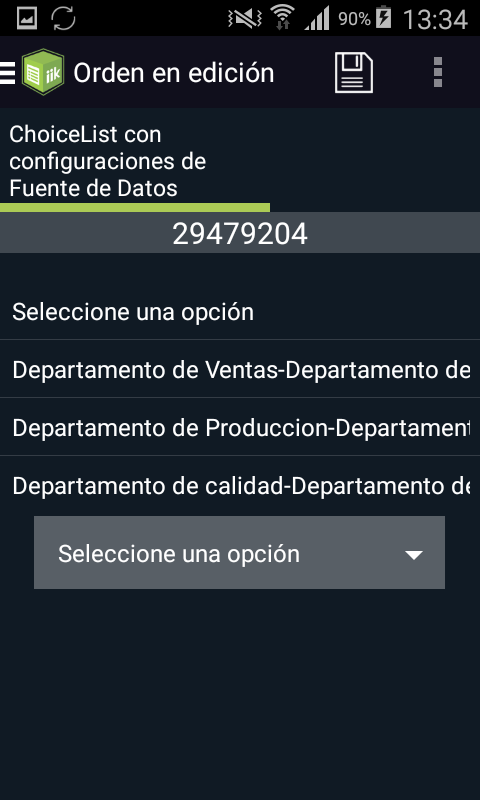 90% 13:34
iik Orden en edición
ChoiceList con
configuraciones de
Fuente de Datos
29479204
Seleccione una opción
Departamento de Ventas-Departamento de
Departamento de Produccion-Departament
Departamento de calidad-Departamento de
Seleccione una opción